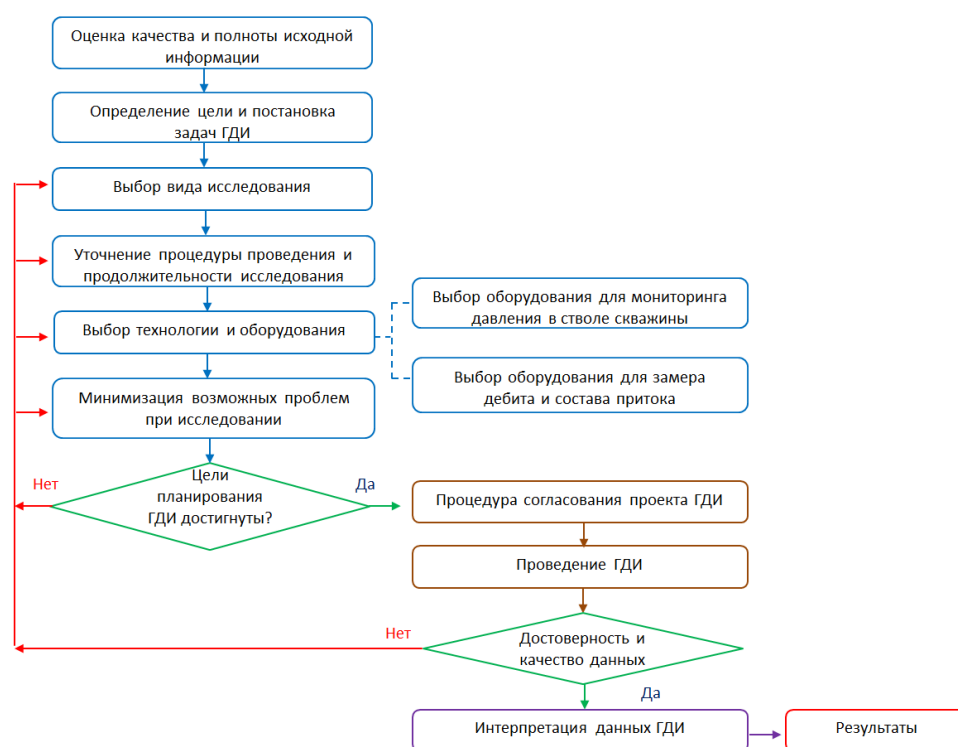 Оценка качества и полноты исходной
информации
Определение цели и постановка
задач ГДИ
Выбор вида исследования
Уточнение процедуры проведения и
продолжительности исследования
Выбор технологии и оборудования
Выбор оборудования для мониторинга
давления в стволе скважины
Выбор оборудования для замера
дебита и состава притока
Минимизация возможных проблем
при исследовании
Цели
планирования
ГДИ достигнуты?
Нет
Да
Процедура согласования проекта ГДИ
Проведение ГДИ
Достоверность и
качество данных
Нет
Да
Интерпретация данных ГДИ
Результаты